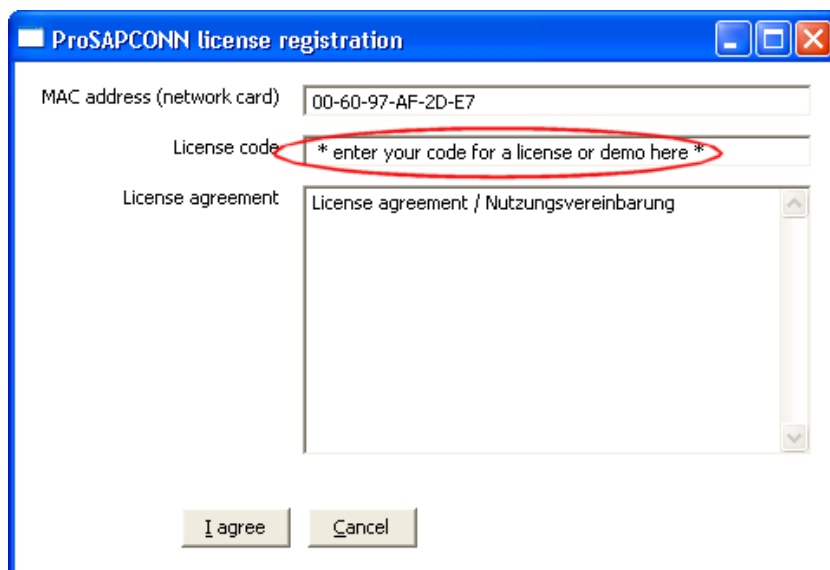 ProSAPCONN license registration
MAC address (network card) 00-60-97-AF-2D-E7
License code * enter your code for a license or demo here *
License agreement License agreement / Nutzungsvereinbarung
I agree Cancel